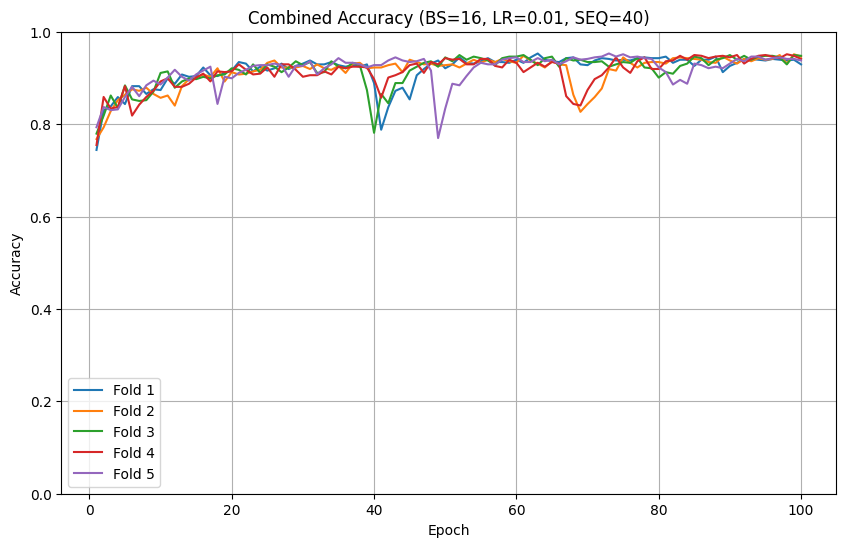 Combined Accuracy (BS=16, LR=0.01, SEQ=40)
1.0
0.8
0.6
0.4
0.2
0.0
Accuracy
Fold 1
Fold 2
Fold 3
Fold 4
Fold 5
0 20 40 60 80 100
Epoch